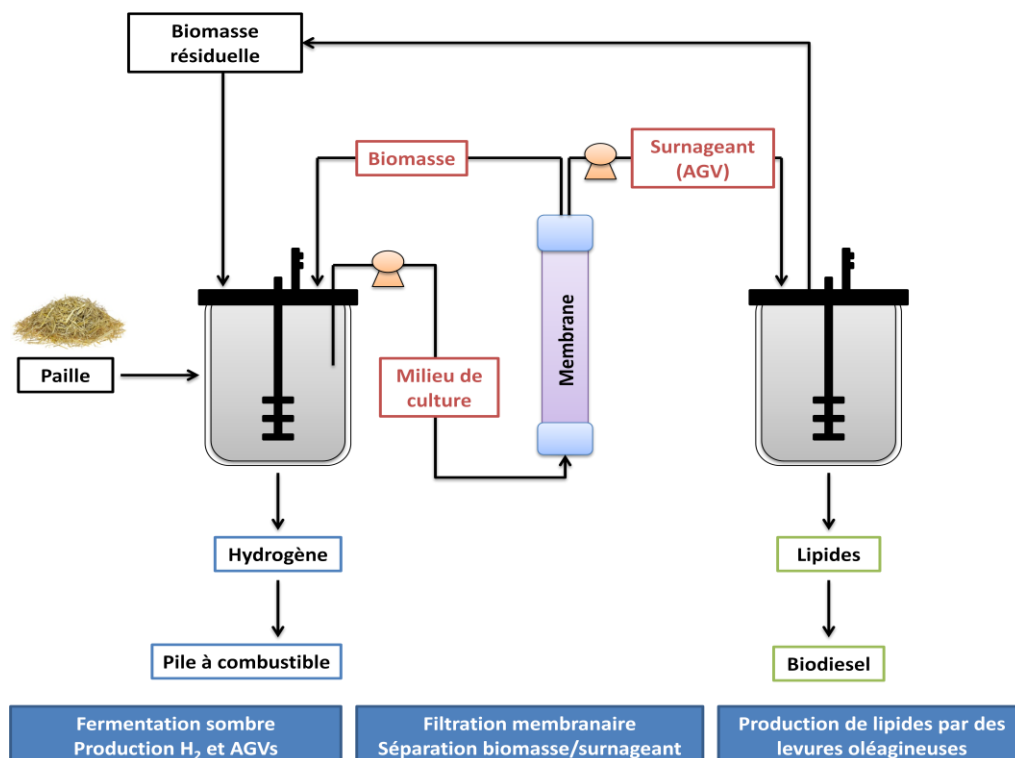 Biomasse
résiduelle
Biomasse
Surnageant
(AGV)
Paille
Milieu de
culture
Membrane
Hydrogène
Lipides
Pile à combustible
Biodiesel
Fermentation sombre
Production H₂ et AGVs
Filtration membranaire
Séparation biomasse/surnageant
Production de lipides par des
levures oléagineuses